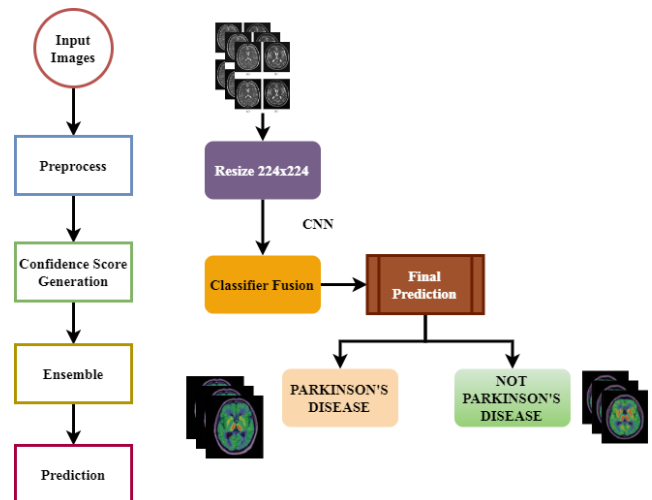 Input
Images
Preprocess
Confidence Score
Generation
Ensemble
Prediction
Resize 224x224
CNN
Classifier Fusion
Final
Prediction
PARKINSON'S
DISEASE
NOT
PARKINSON'S
DISEASE